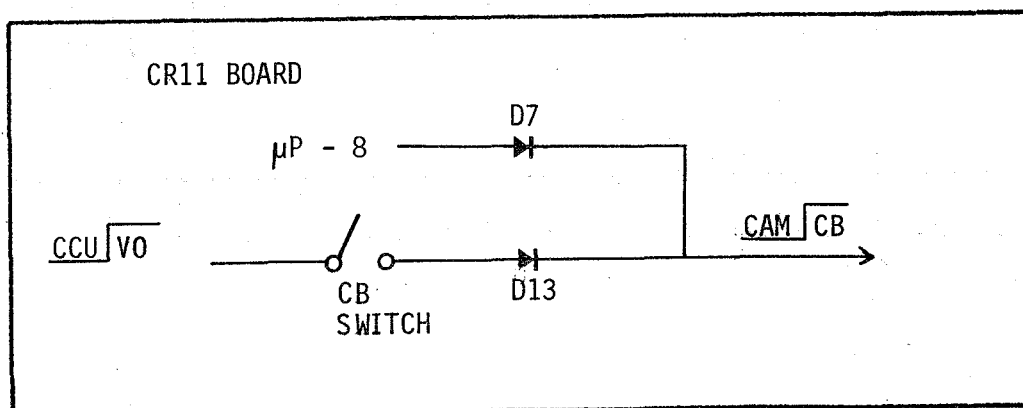 CR11 BOARD
D7
µP - 8
CCU VO
CAM CB
CB
SWITCH
D13